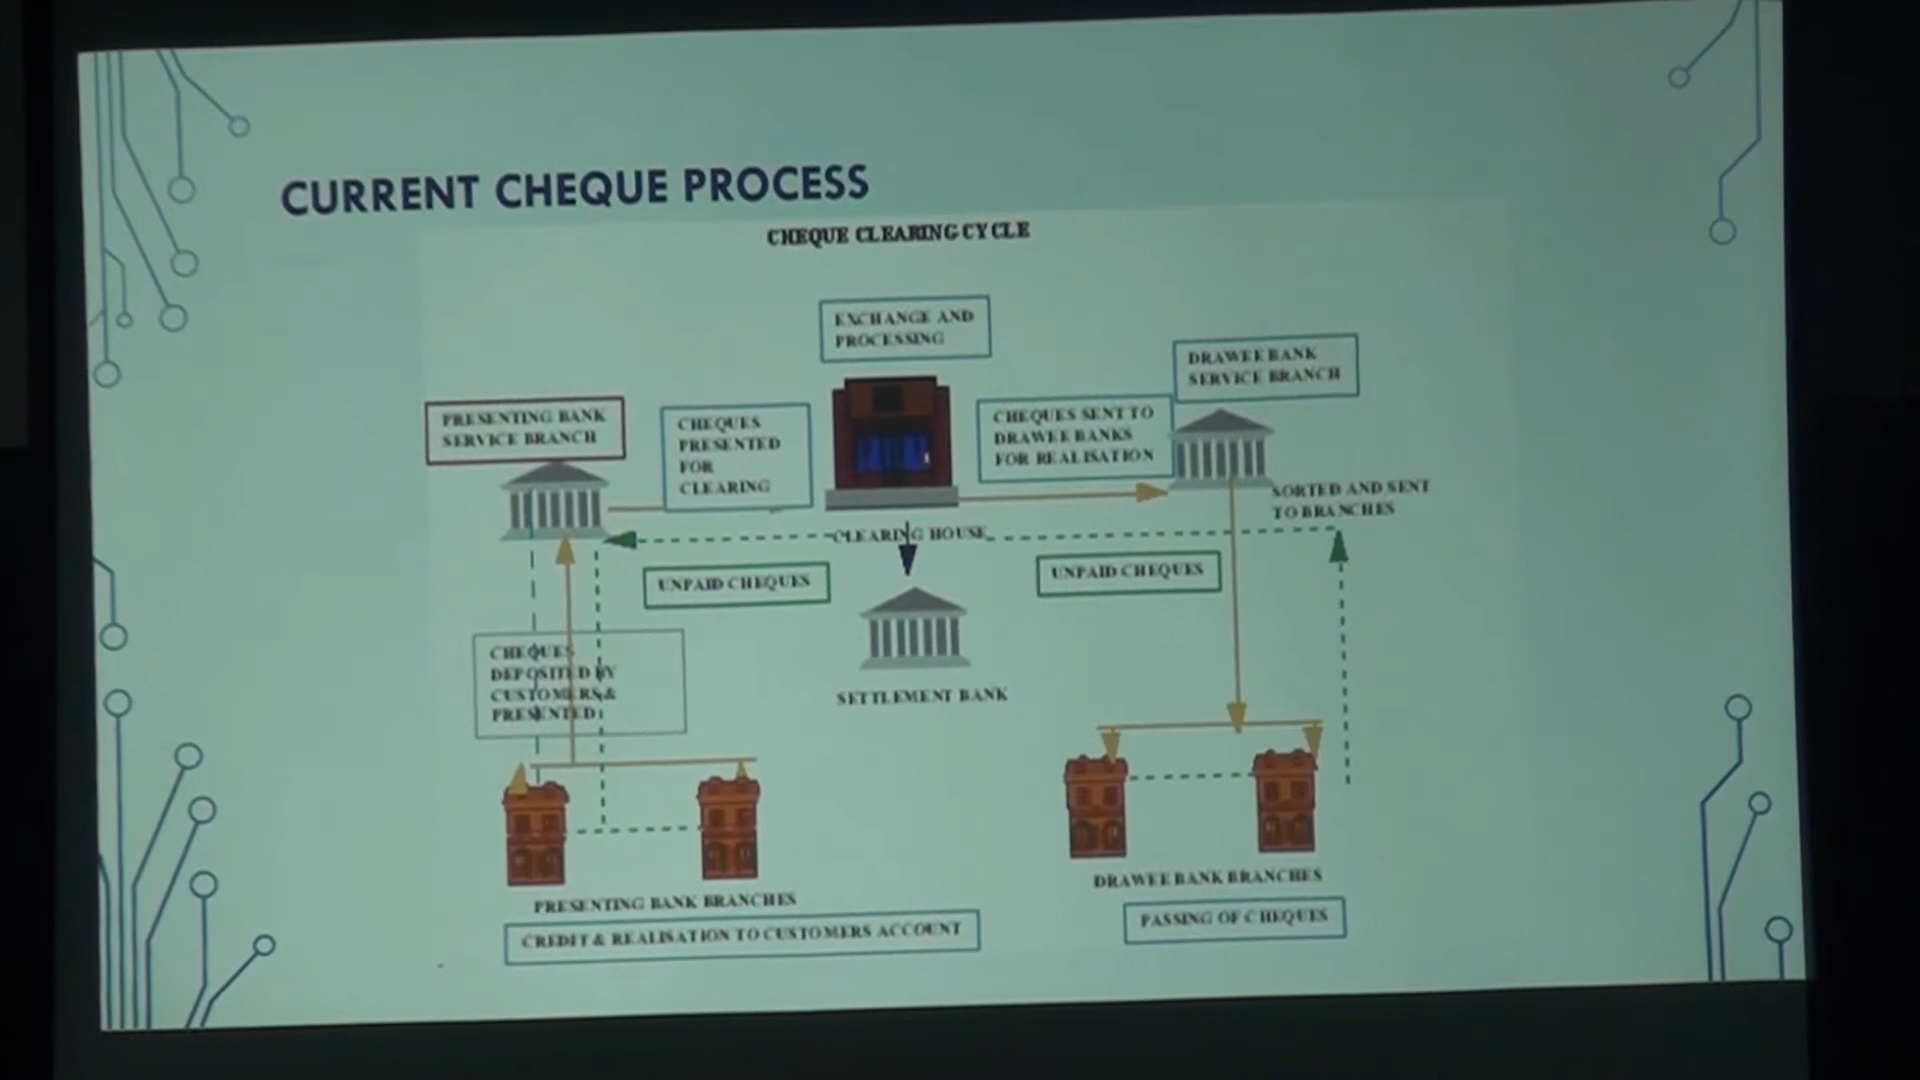 CURRENT CHEQUE PROCESS
CHEQUE CLEARING CYCLE
EXCHANGE AND
PROCESSING
DRAWEE BANK
SERVICE BRANCH
PRESENTING BANK
SERVICE BRANCH
CHEQUES
PRESENTED
FOR
CLEARING
CHEQUES SENT TO
DRAWEE BANKS
FOR REALISATION
SORTED AND SENT
TO BRANCHES
CLEARING HOUSE
UNPAID CHEQUES
UNPAID CHEQUES
CHEQUES
DEPOSITED BY
CUSTOMERS &
PRESENTED
SETTLEMENT BANK
PRESENTING BANK BRANCHES
CREDIT & REALISATION TO CUSTOMERS ACCOUNT
DRAWEE BANK BRANCHES
PASSING OF CHEQUES